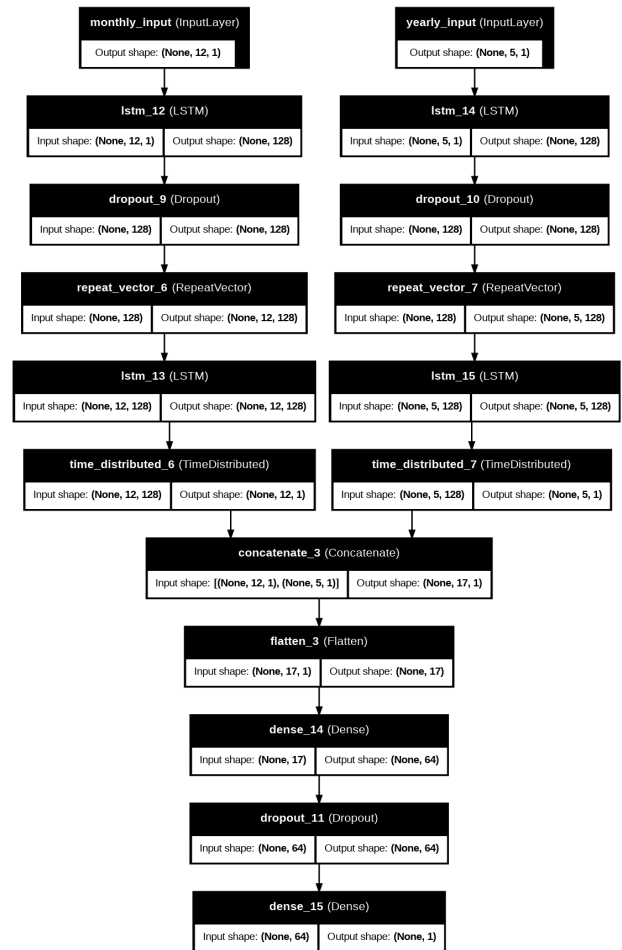 monthly_input (InputLayer)
Output shape: (None, 12, 1)
yearly_input (InputLayer)
Output shape: (None, 5, 1)
lstm_12 (LSTM)
Input shape: (None, 12, 1) Output shape: (None, 128)
lstm_14 (LSTM)
Input shape: (None, 5, 1) Output shape: (None, 128)
dropout_9 (Dropout)
Input shape: (None, 128) Output shape: (None, 128)
dropout_10 (Dropout)
Input shape: (None, 128) Output shape: (None, 128)
repeat_vector_6 (RepeatVector)
Input shape: (None, 128) Output shape: (None, 12, 128)
repeat_vector_7 (RepeatVector)
Input shape: (None, 128) Output shape: (None, 5, 128)
lstm_13 (LSTM)
Input shape: (None, 12, 128) Output shape: (None, 12, 128)
lstm_15 (LSTM)
Input shape: (None, 5, 128) Output shape: (None, 5, 128)
time_distributed_6 (TimeDistributed)
Input shape: (None, 12, 128) Output shape: (None, 12, 1)
time_distributed_7 (TimeDistributed)
Input shape: (None, 5, 128) Output shape: (None, 5, 1)
concatenate_3 (Concatenate)
Input shape: [(None, 12, 1), (None, 5, 1)] Output shape: (None, 17, 1)
flatten_3 (Flatten)
Input shape: (None, 17, 1) Output shape: (None, 17)
dense_14 (Dense)
Input shape: (None, 17) Output shape: (None, 64)
dropout_11 (Dropout)
Input shape: (None, 64) Output shape: (None, 64)
dense_15 (Dense)
Input shape: (None, 64) Output shape: (None, 1)